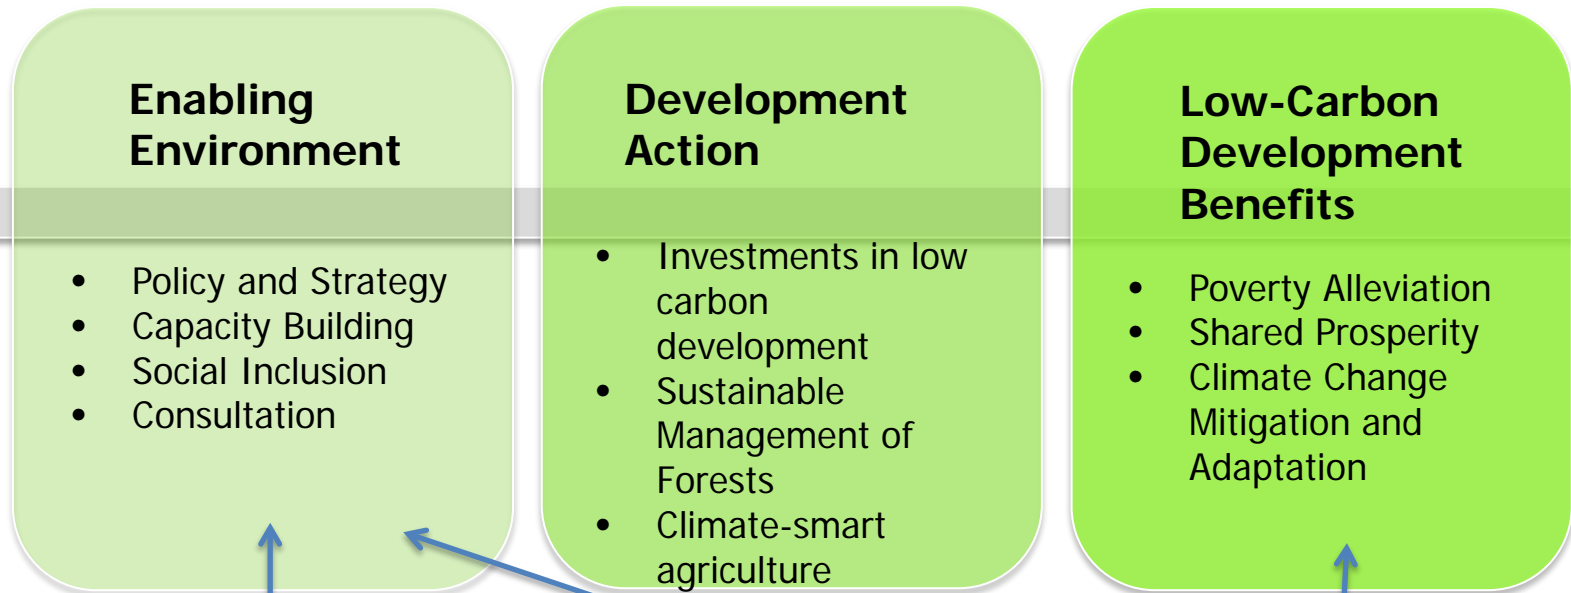 Enabling
Environment
• Policy and Strategy
• Capacity Building
• Social Inclusion
• Consultation
Development
Action
• Investments in low
carbon
development
• Sustainable
Management of
Forests
• Climate-smart
agriculture
Low-Carbon
Development
Benefits
• Poverty Alleviation
• Shared Prosperity
• Climate Change
Mitigation and
Adaptation